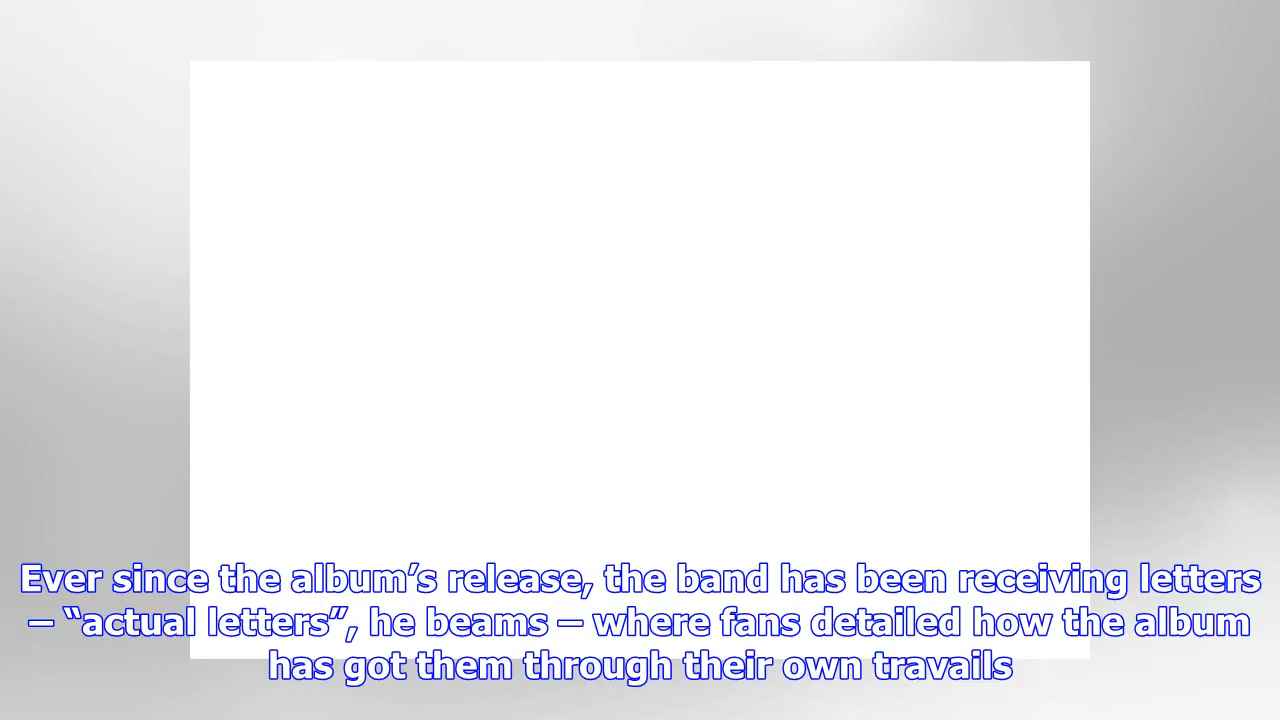 Ever since the album’s release, the band has been receiving letters
– “actual letters”, he beams – where fans detailed how the album
has got them through their own travails